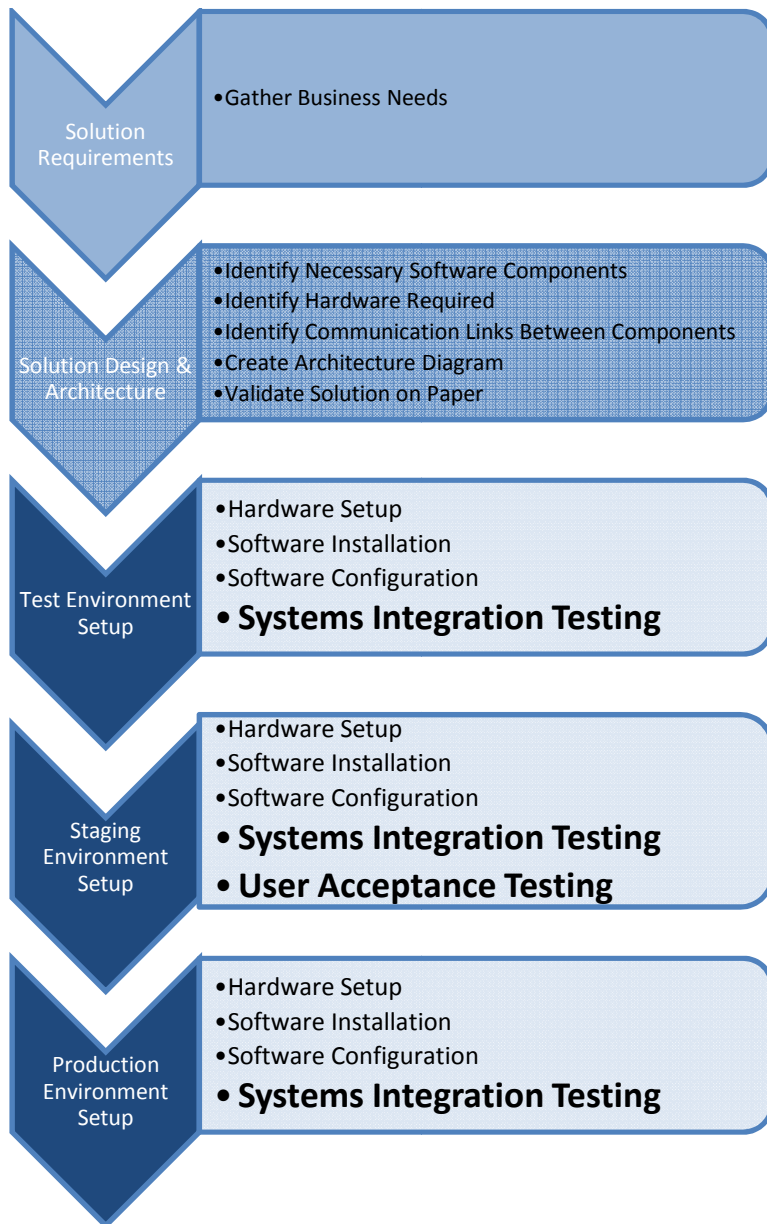 Solution
Requirements
•Gather Business Needs
Solution Design &
Architecture
•Identify Necessary Software Components
•Identify Hardware Required
•Identify Communication Links Between Components
•Create Architecture Diagram
•Validate Solution on Paper
Test Environment
Setup
•Hardware Setup
•Software Installation
•Software Configuration
•Systems Integration Testing
Staging
Environment
Setup
•Hardware Setup
•Software Installation
•Software Configuration
•Systems Integration Testing
•User Acceptance Testing
Production
Environment
Setup
•Hardware Setup
•Software Installation
•Software Configuration
•Systems Integration Testing